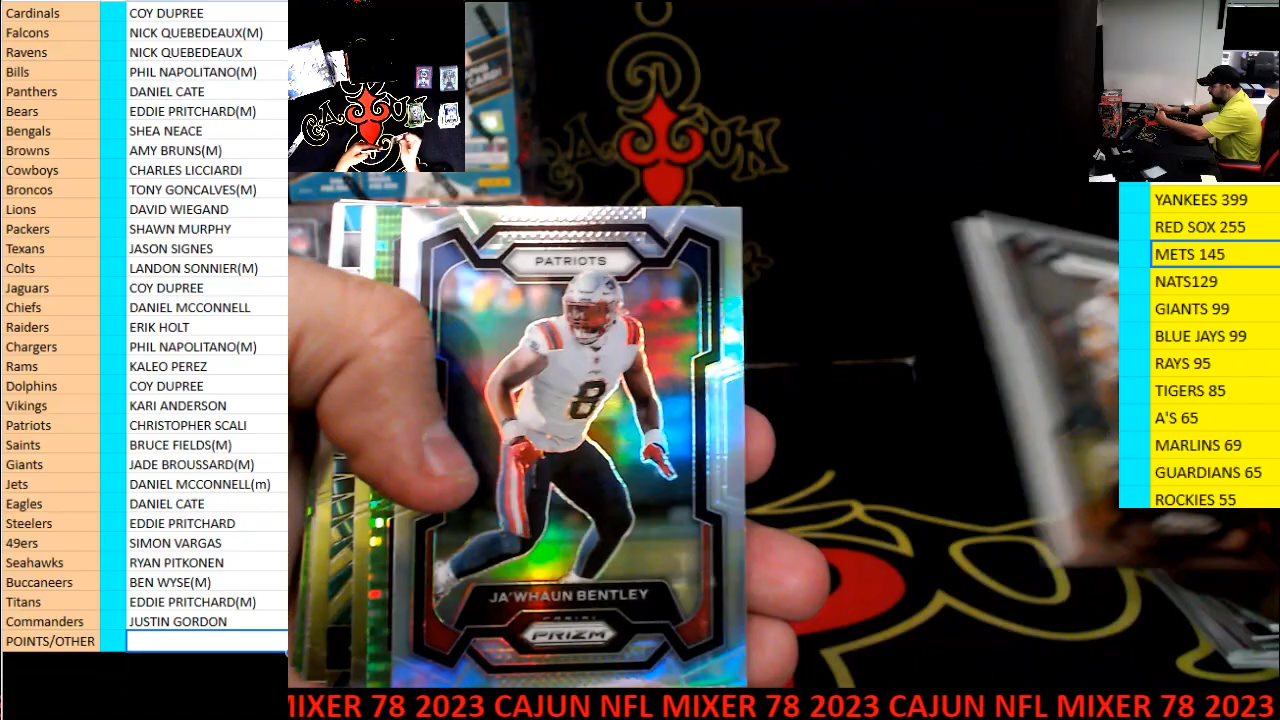 Cardinals COY DUPREE
Falcons NICK QUEBEDEAUX(M)
Ravens NICK QUEBEDEAUX
Bills PHIL NAPOLITANO(M)
Panthers DANIEL CATE
Bears EDDIE PRITCHARD(M)
Bengals SHEA NEACE
Browns AMY BRUNS(M)
Cowboys CHARLES LICCIARDI
Broncos TONY GONCALVES(M)
Lions DAVID WIEGAND
Packers SHAWN MURPHY
Texans JASON SIGNES
Colts LANDON SONNIER(M)
Jaguars COY DUPREE
Chiefs DANIEL MCCONNELL
Raiders ERIK HOLT
Chargers PHIL NAPOLITANO(M)
Rams KALEO PEREZ
Dolphins COY DUPREE
Vikings KARI ANDERSON
Patriots CHRISTOPHER SCALI
Saints BRUCE FIELDS(M)
Giants JADE BROUSSARD(M)
Jets DANIEL MCCONNELL(m)
Eagles DANIEL CATE
Steelers EDDIE PRITCHARD
49ers SIMON VARGAS
Seahawks RYAN PITKONEN
Buccaneers BEN WYSE(M)
Titans EDDIE PRITCHARD(M)
Commanders JUSTIN GORDON
POINTS/OTHER
PATRIOTS
8
JA'WHAUN BENTLEY
PANINI
PRIZM
YANKEES 399
RED SOX 255
METS 145
NATS129
GIANTS 99
BLUE JAYS 99
RAYS 95
TIGERS 85
A'S 65
MARLINS 69
GUARDIANS 65
ROCKIES 55
MIXER 78 2023 CAJUN NFL MIXER 78 2023 CAJUN NFL MIXER 78 2023